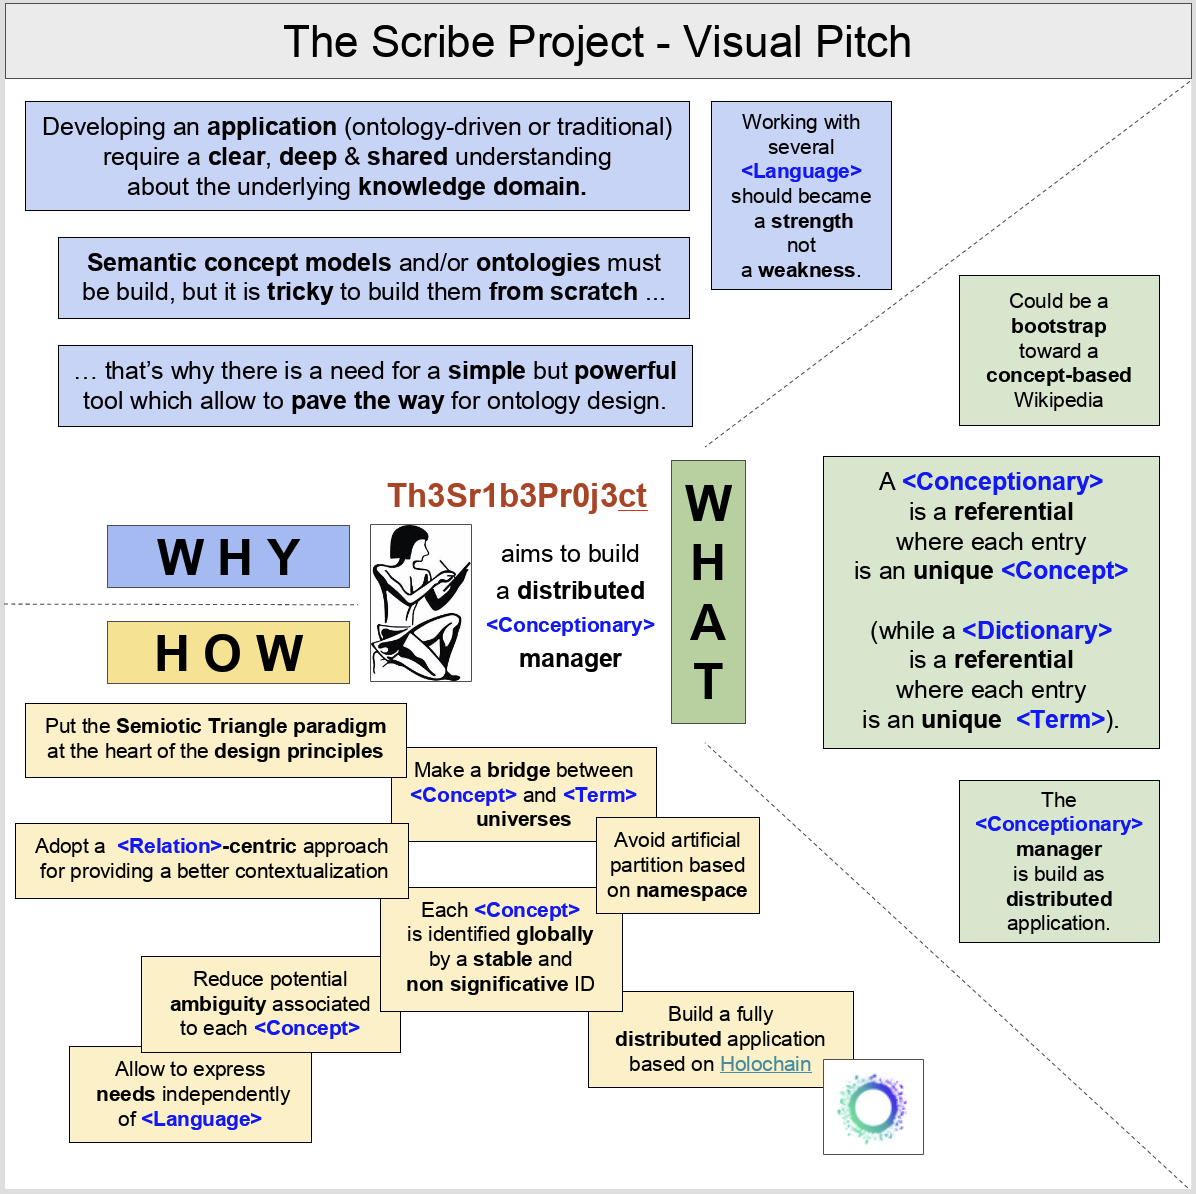 The Scribe Project - Visual Pitch
Developing an application (ontology-driven or traditional)
require a clear, deep & shared understanding
about the underlying knowledge domain.
Working with
several
<Language>
should became
a strength
not
a weakness.
Semantic concept models and/or ontologies must
be build, but it is tricky to build them from scratch ...
… that’s why there is a need for a simple but powerful
tool which allow to pave the way for ontology design.
Could be a
bootstrap
toward a
concept-based
Wikipedia
Th3Sr1b3Pr0j3ct
aims to build
a distributed
<Conceptionary>
manager
WHY
HOW
W
H
A
T
A <Conceptionary>
is a referential
where each entry
is an unique <Concept>
(while a <Dictionary>
is a referential
where each entry
is an unique <Term>).
The
<Conceptionary>
manager
is build as
distributed
application.
Put the Semiotic Triangle paradigm
at the heart of the design principles
Make a bridge between
<Concept> and <Term>
universes
Adopt a <Relation>-centric approach
for providing a better contextualization
Avoid artificial
partition based
on namespace
Each <Concept>
is identified globally
by a stable and
non significative ID
Reduce potential
ambiguity associated
to each <Concept>
Build a fully
distributed application
based on Holochain
Allow to express
needs independently
of <Language>